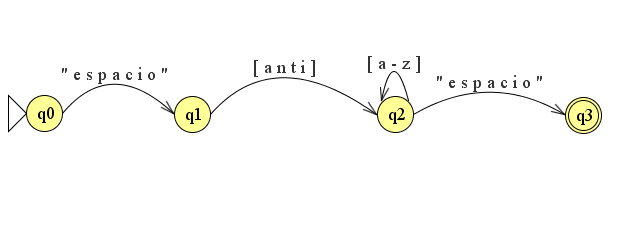 "espacio"
[anti]
[a-z]
"espacio"
q0
q1
q2
q3